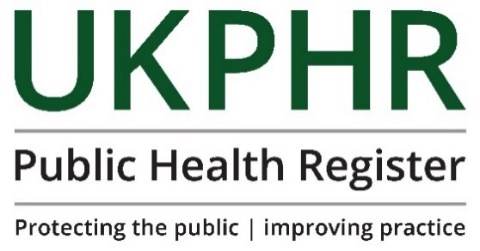 UKPHR
Public Health Register
Protecting the public | improving practice